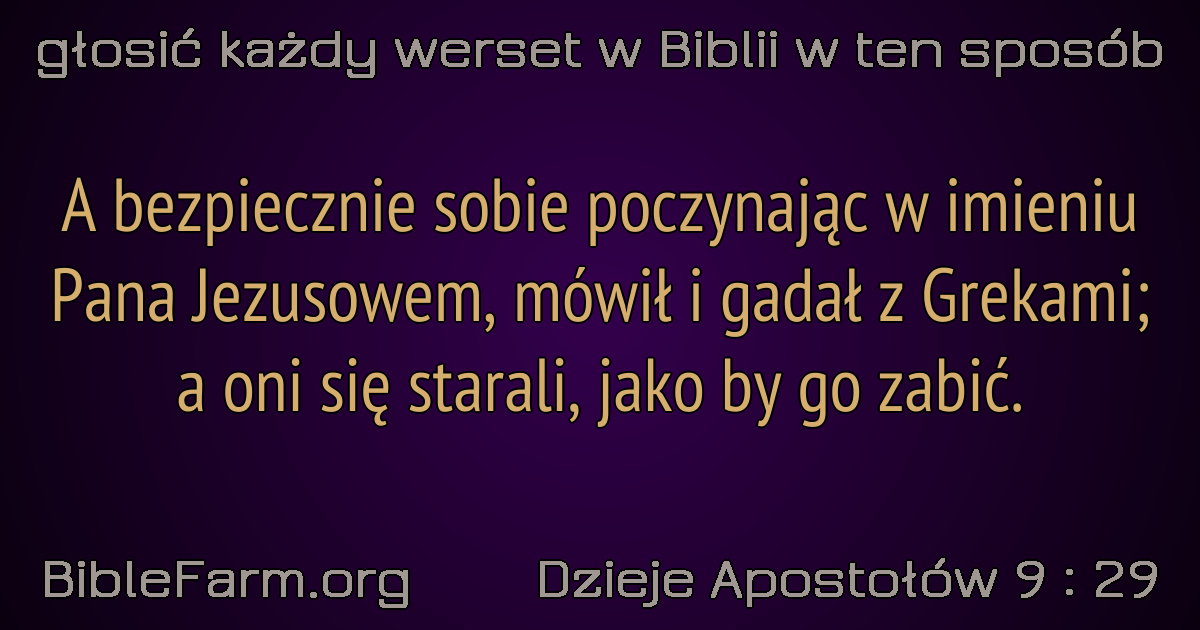 głosić każdy werset w Biblii w ten sposób
A bezpiecznie sobie poczynając w imieniu
Pana Jezusowem, mówił i gadał z Grekami;
a oni się starali, jako by go zabić.
BibleFarm.org
Dzieje Apostołów 9 : 29